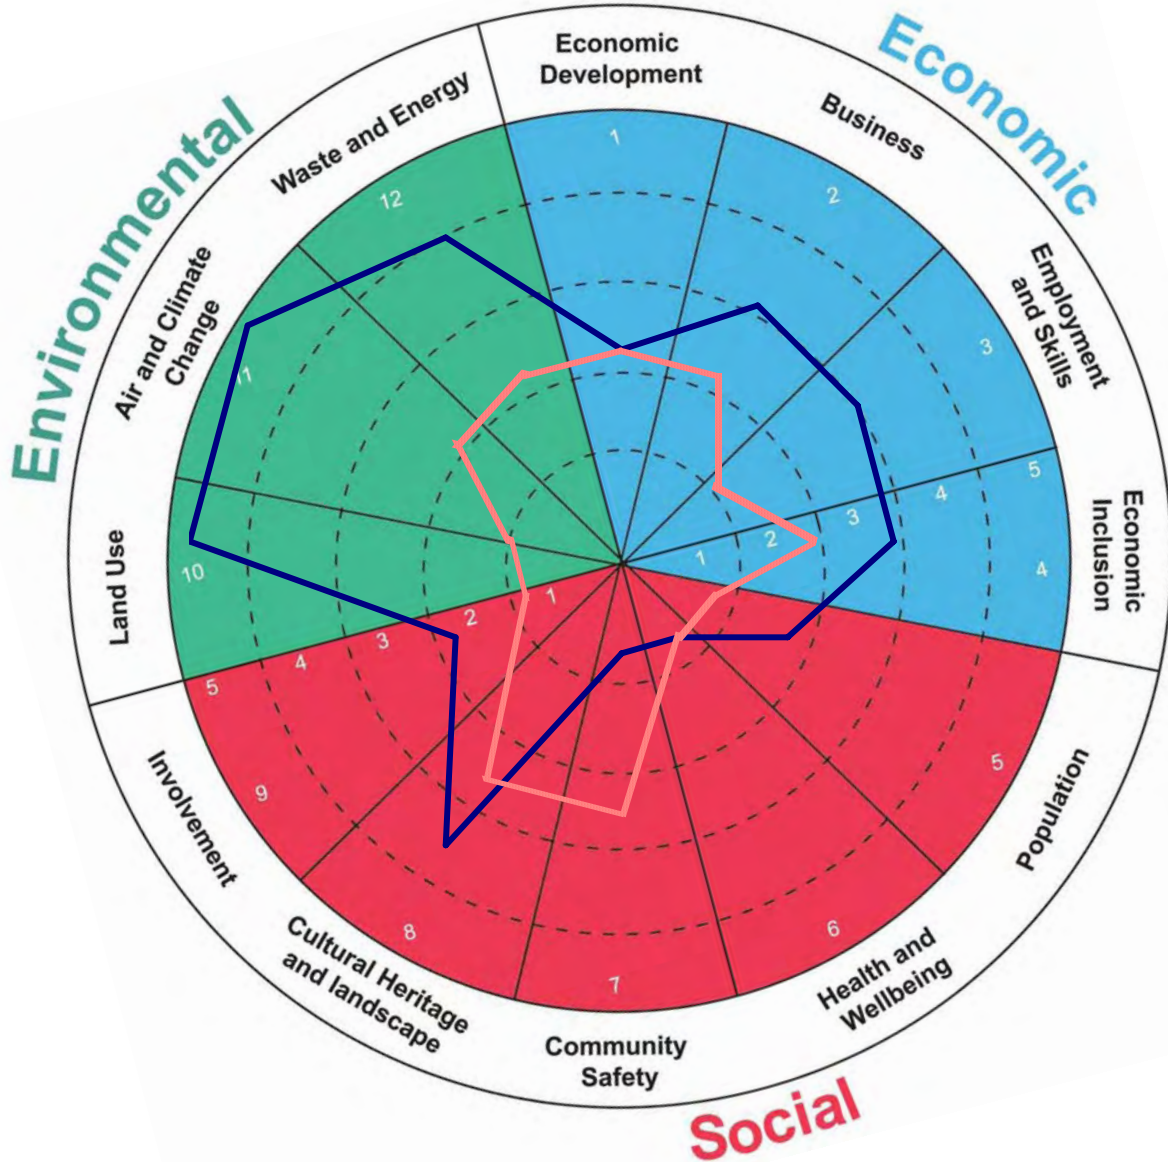 Economic
Economic
Development
Business
Employment
and Skills
Economic
Inclusion
Social
Population
Health and
Wellbeing
Community
Safety
Cultural Heritage
and landscape
Involvement
Environmental
Land Use
Air and Climate
Change
Waste and Energy
1
2
3
4
5
6
7
8
9
10
11
12
1
2
3
4
5
1
2
3
4
5